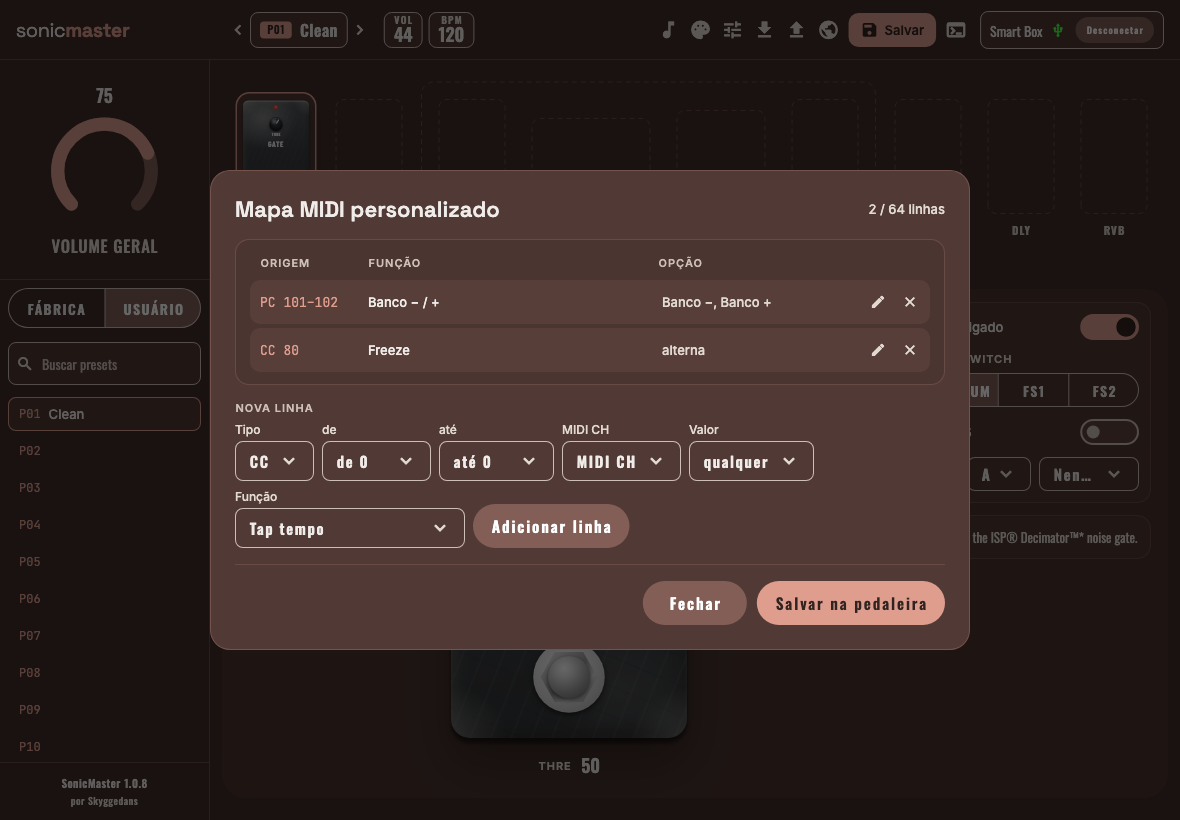 sonicmaster
P01 Clean
VOL
44
BPM
120
Salvar
Smart Box
Desconectar
75
VOLUME GERAL
THRE
GATE
DLY
RVB
Mapa MIDI personalizado
2 / 64 linhas
ORIGEM FUNÇÃO OPÇÃO
PC 101–102 Banco – / + Banco –, Banco +
CC 80 Freeze alterna
NOVA LINHA
Tipo de até MIDI CH Valor
CC de 0 até 0 MIDI CH qualquer
Função
Tap tempo Adicionar linha
Fechar Salvar na pedaleira
FÁBRICA USUÁRIO
Buscar presets
P01 Clean
P02
P03
P04
P05
P06
P07
P08
P09
P10
SonicMaster 1.0.8
por Skyggedans
lgado
WITCH
UM FS1 FS2
A Nen...
the ISP® Decimator™* noise gate.
THRE 50